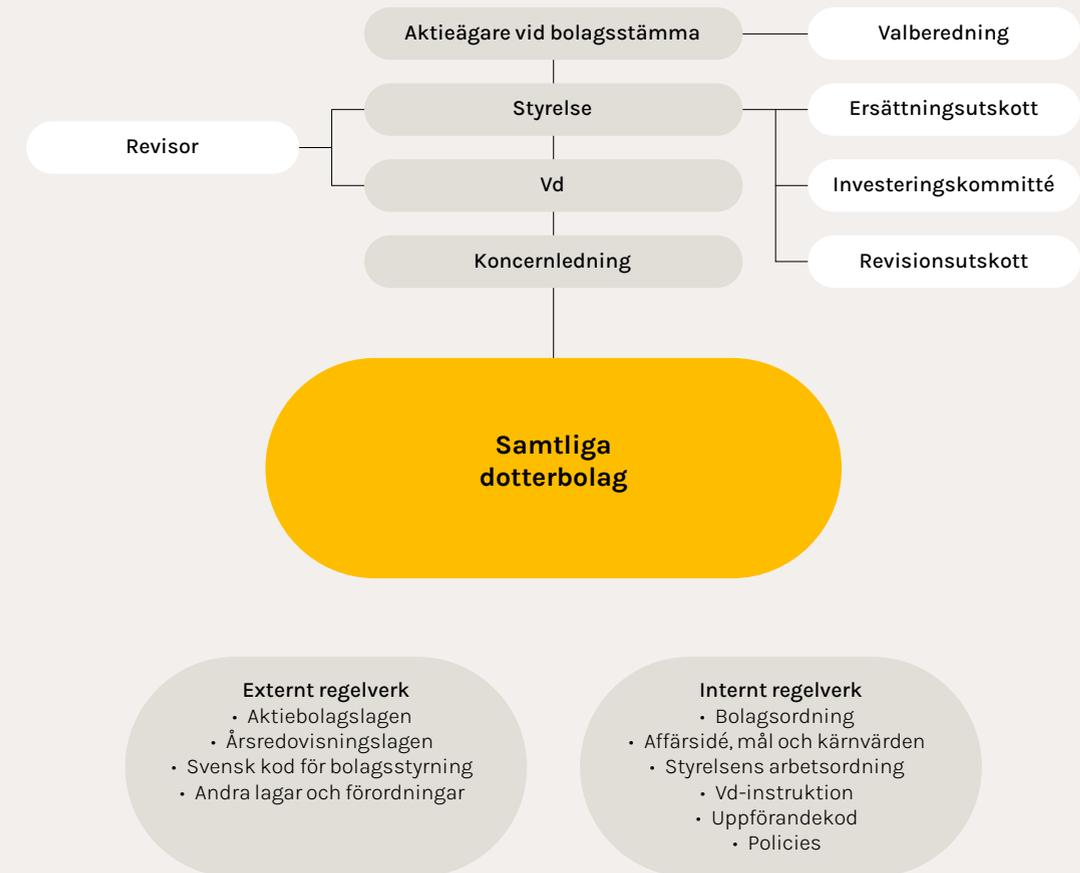 Aktieägare vid bolagsstämma
Valberedning
Styrelse
Ersättningsutskott
Revisor
Vd
Investeringskommitté
Koncernledning
Revisionsutskott
Samtliga
dotterbolag
Externt regelverk
• Aktiebolagslagen
• Årsredovisningslagen
• Svensk kod för bolagsstyrning
• Andra lagar och förordningar
Internt regelverk
• Bolagsordning
• Affärsidé, mål och kärnvärden
• Styrelsens arbetsordning
• Vd-instruktion
• Uppförandekod
• Policies